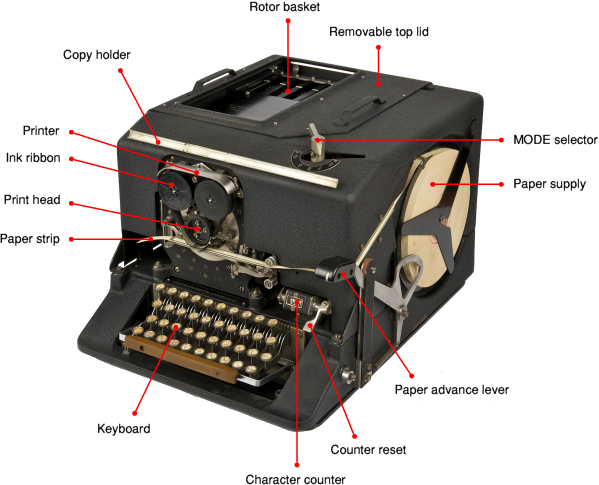 Rotor basket
Removable top lid
Copy holder
Printer
MODE selector
Ink ribbon
Paper supply
Print head
Paper strip
Paper advance lever
Keyboard
Counter reset
Character counter